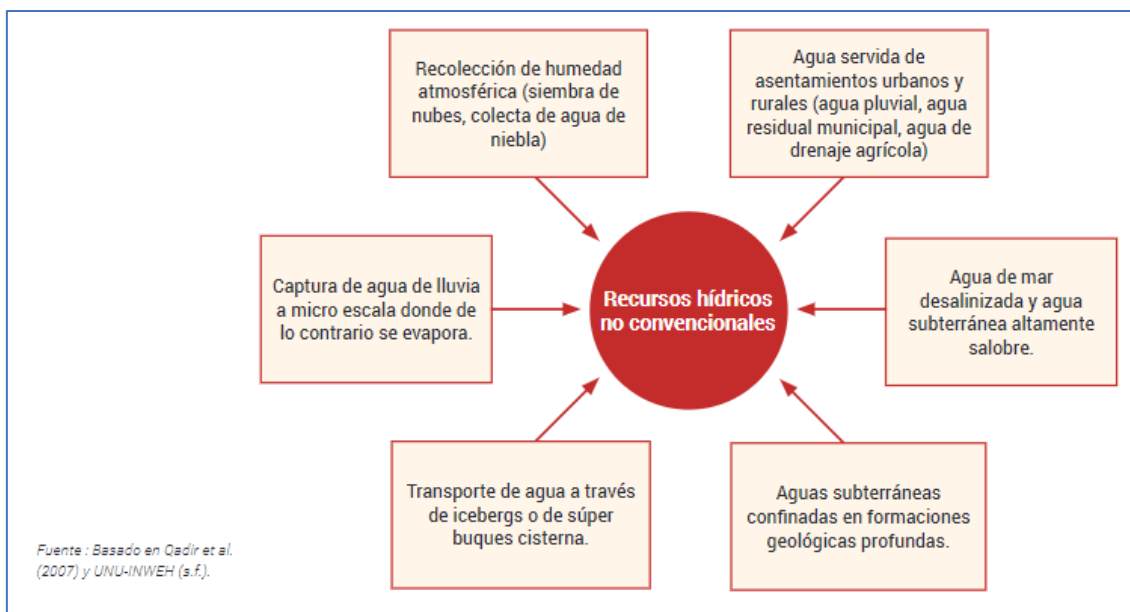 Recolección de humedad
atmosférica (siembra de
nubes, colecta de agua de
niebla)
Agua servida de
asentamientos urbanos y
rurales (agua pluvial, agua
residual municipal, agua de
drenaje agrícola)
Captura de agua de lluvia
a micro escala donde de
lo contrario se evapora.
Recursos hídricos
no convencionales
Agua de mar
desalinizada y agua
subterránea altamente
salobre.
Transporte de agua a través
de icebergs o de súper
buques cisterna.
Aguas subterráneas
confinadas en formaciones
geológicas profundas.
Fuente : Basado en Qadir et al.
(2007) y UNU-INWEH (s.f.).